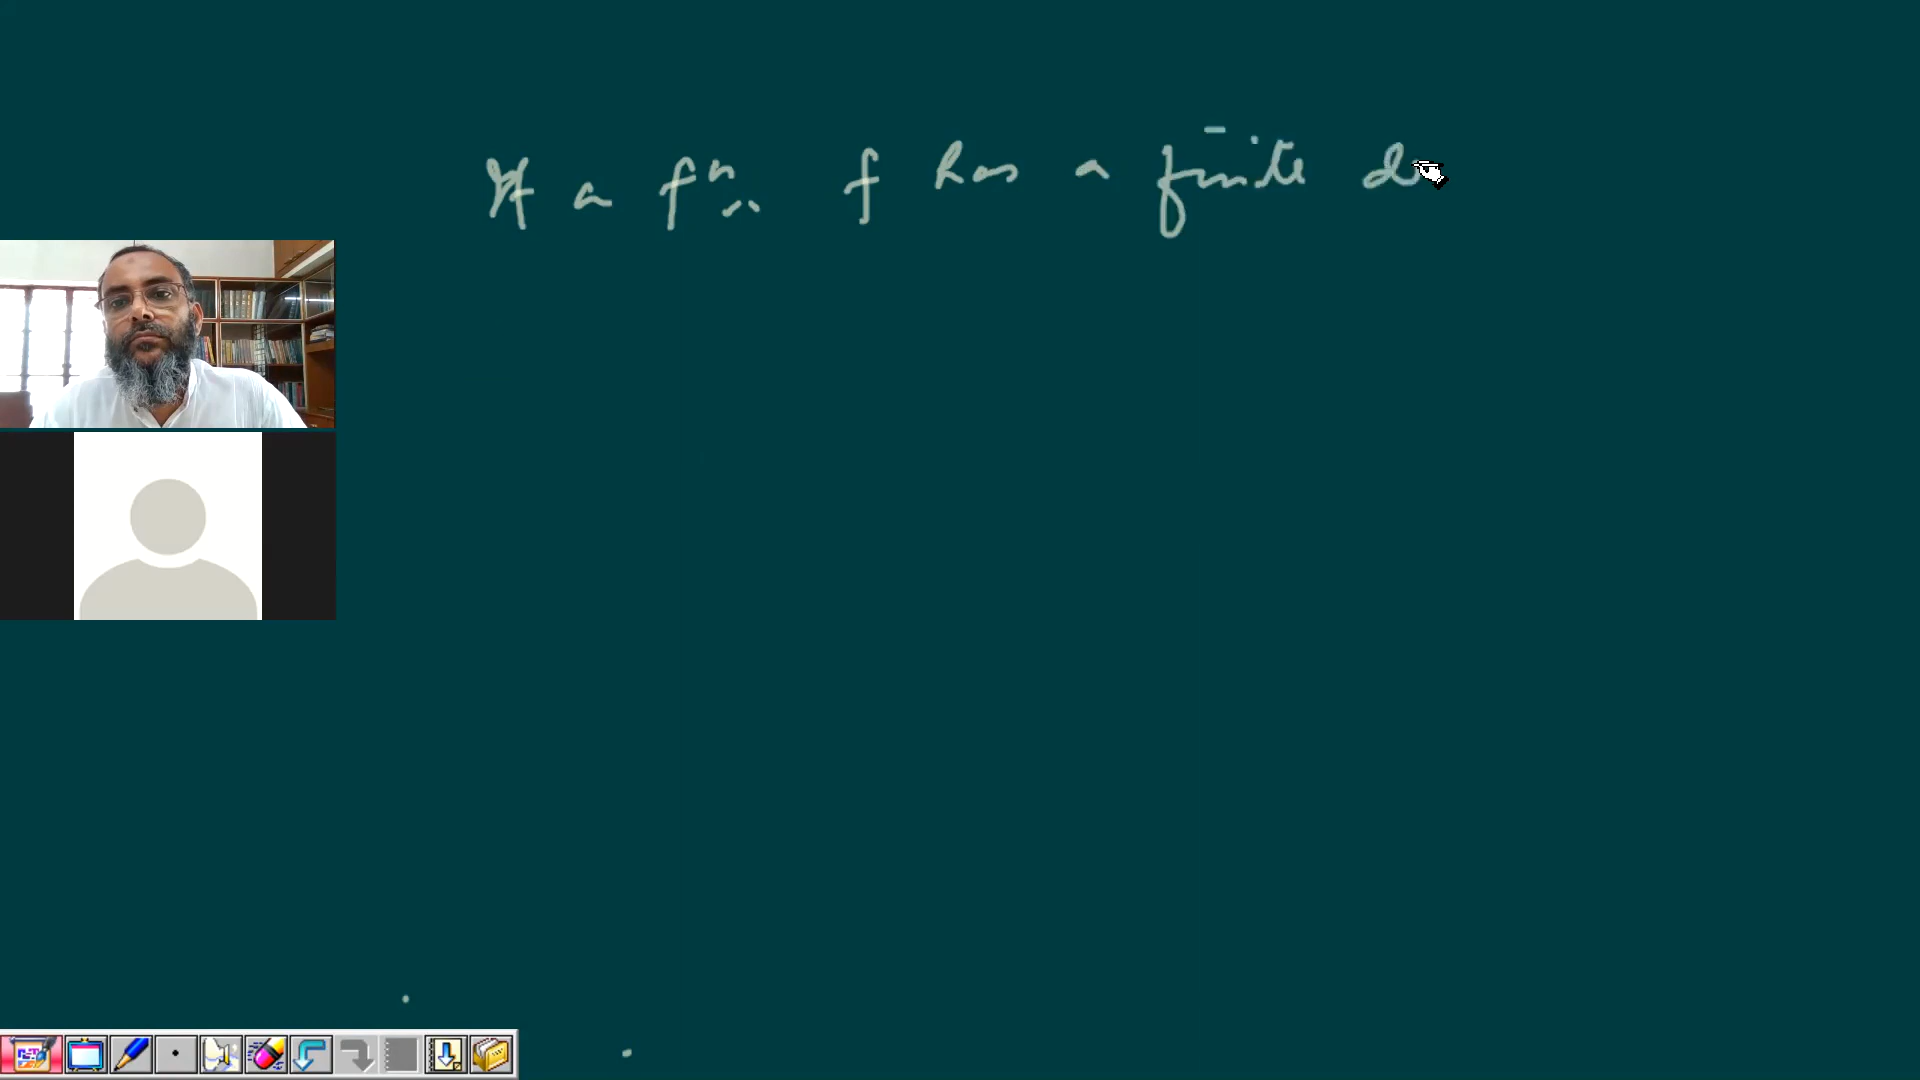 If a fⁿ f has a finite d